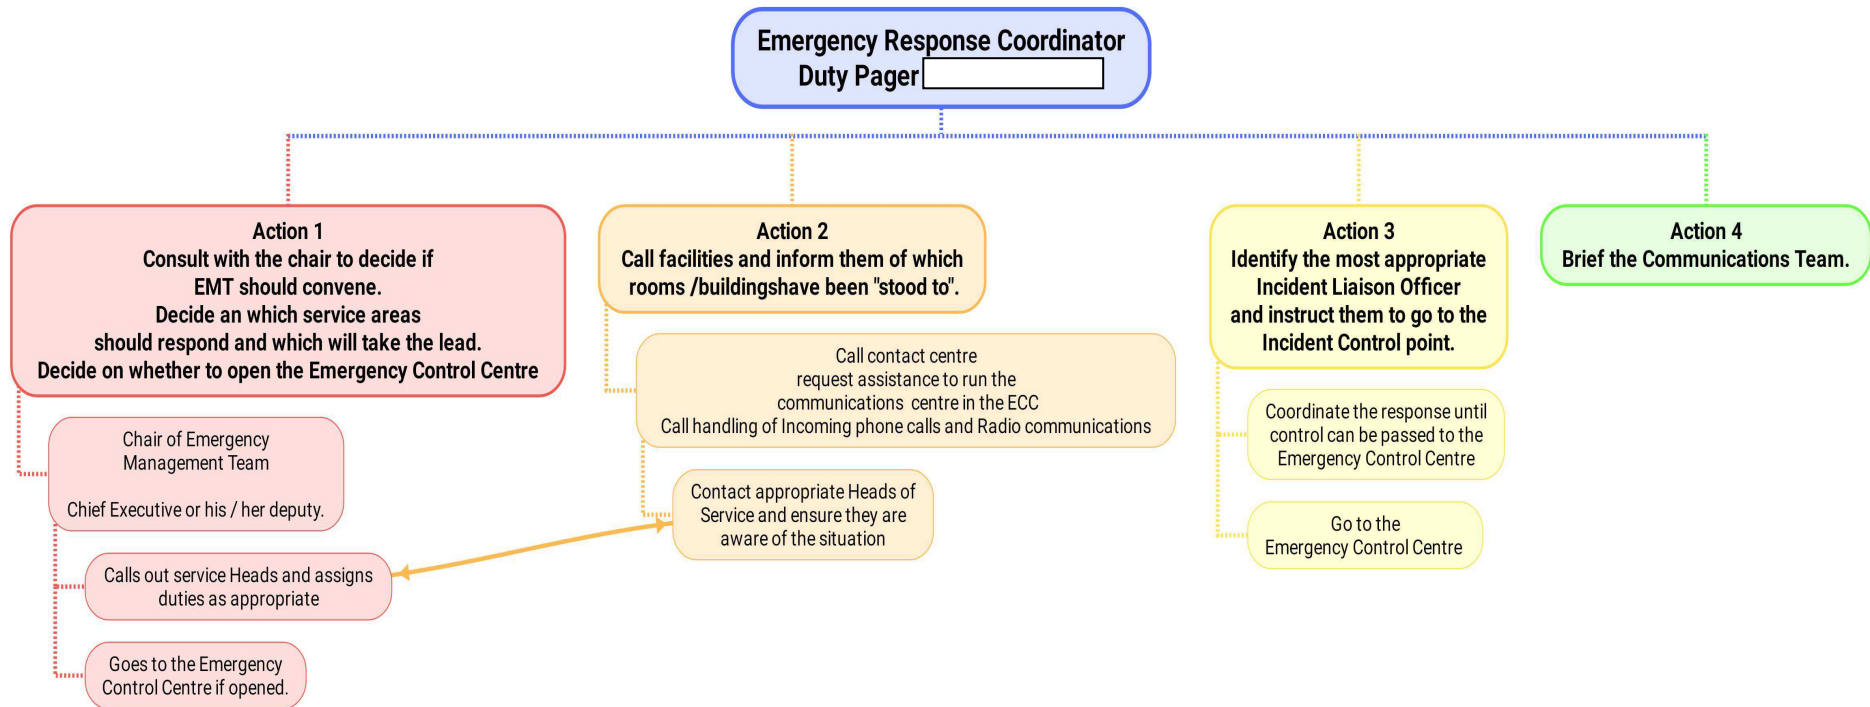 Emergency Response Coordinator
Duty Pager
Action 1
Consult with the chair to decide if
EMT should convene.
Decide an which service areas
should respond and which will take the lead.
Decide on whether to open the Emergency Control Centre
Chair of Emergency
Management Team
Chief Executive or his / her deputy.
Calls out service Heads and assigns
duties as appropriate
Goes to the Emergency
Control Centre if opened.
Action 2
Call facilities and inform them of which
rooms /buildingshave been "stood to".
Call contact centre
request assistance to run the
communications centre in the ECC
Call handling of Incoming phone calls and Radio communications
Contact appropriate Heads of
Service and ensure they are
aware of the situation
Action 3
Identify the most appropriate
Incident Liaison Officer
and instruct them to go to the
Incident Control point.
Coordinate the response until
control can be passed to the
Emergency Control Centre
Go to the
Emergency Control Centre
Action 4
Brief the Communications Team.